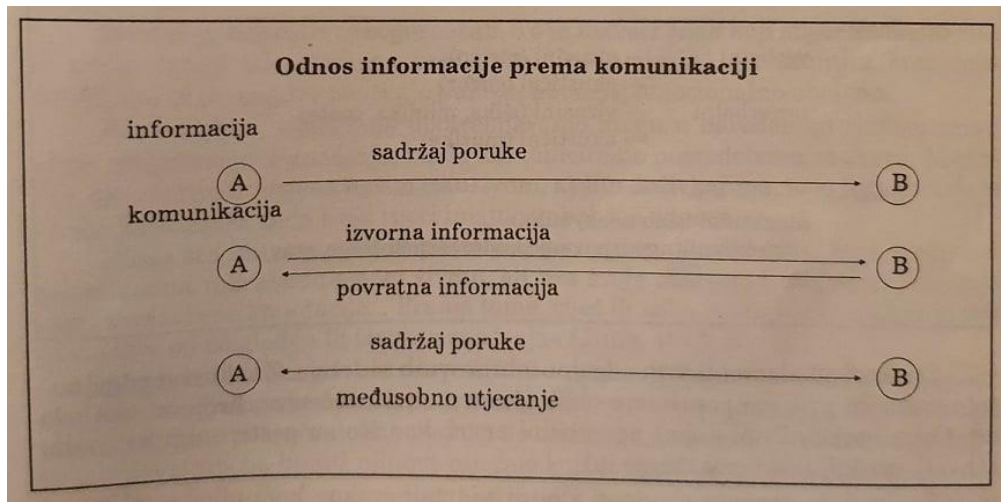 Odnos informacije prema komunikaciji
informacija
sadržaj poruke
A B
komunikacija
izvorna informacija
A B
povratna informacija
sadržaj poruke
A B
međusobno utjecanje